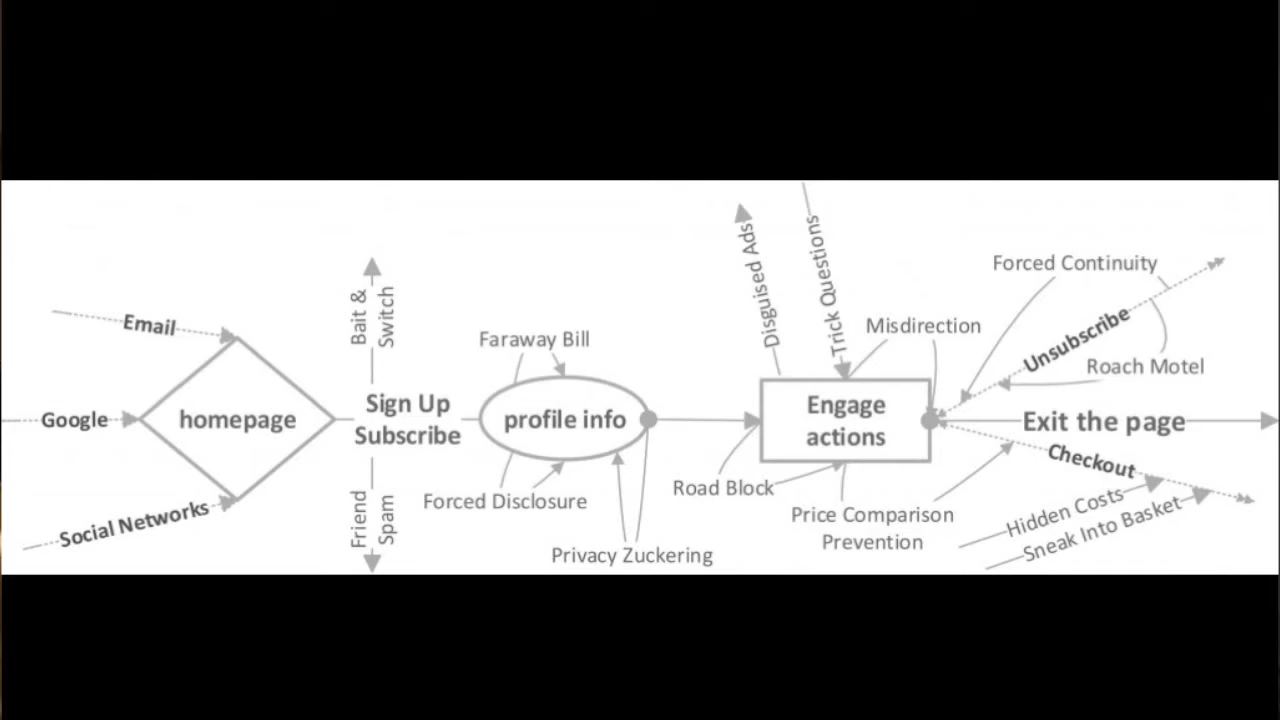 Email
Google
Social Networks
homepage
Bait &
Switch
Sign Up
Subscribe
Friend
Spam
Faraway Bill
profile info
Forced Disclosure
Privacy Zuckering
Disguised Ads
Trick Questions
Misdirection
Engage
actions
Road Block
Price Comparison
Prevention
Forced Continuity
Unsubscribe
Roach Motel
Exit the page
Checkout
Hidden Costs
Sneak Into Basket